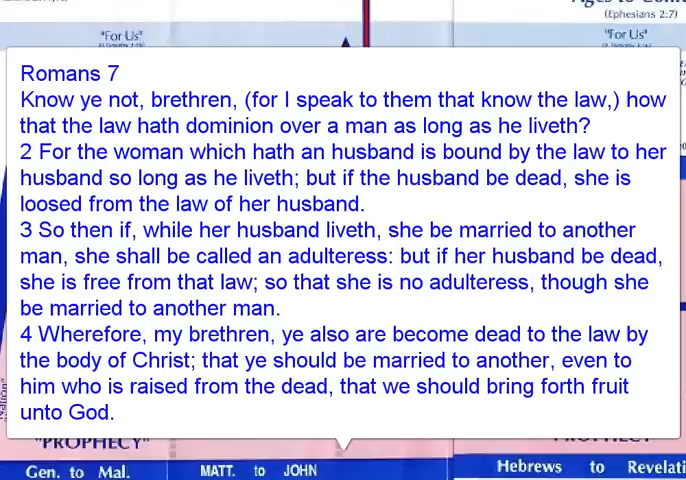 Ages to Com
(Ephesians 2:7)
"For Us"
"For Us"
Romans 7
Know ye not, brethren, (for I speak to them that know the law,) how
that the law hath dominion over a man as long as he liveth?
2 For the woman which hath an husband is bound by the law to her
husband so long as he liveth; but if the husband be dead, she is
loosed from the law of her husband.
3 So then if, while her husband liveth, she be married to another
man, she shall be called an adulteress: but if her husband be dead,
she is free from that law; so that she is no adulteress, though she
be married to another man.
4 Wherefore, my brethren, ye also are become dead to the law by
the body of Christ; that ye should be married to another, even to
him who is raised from the dead, that we should bring forth fruit
unto God.
"PROPHECY"
PROPHECY
Gen. to Mal.
MATT. to JOHN
Hebrews to Revelati